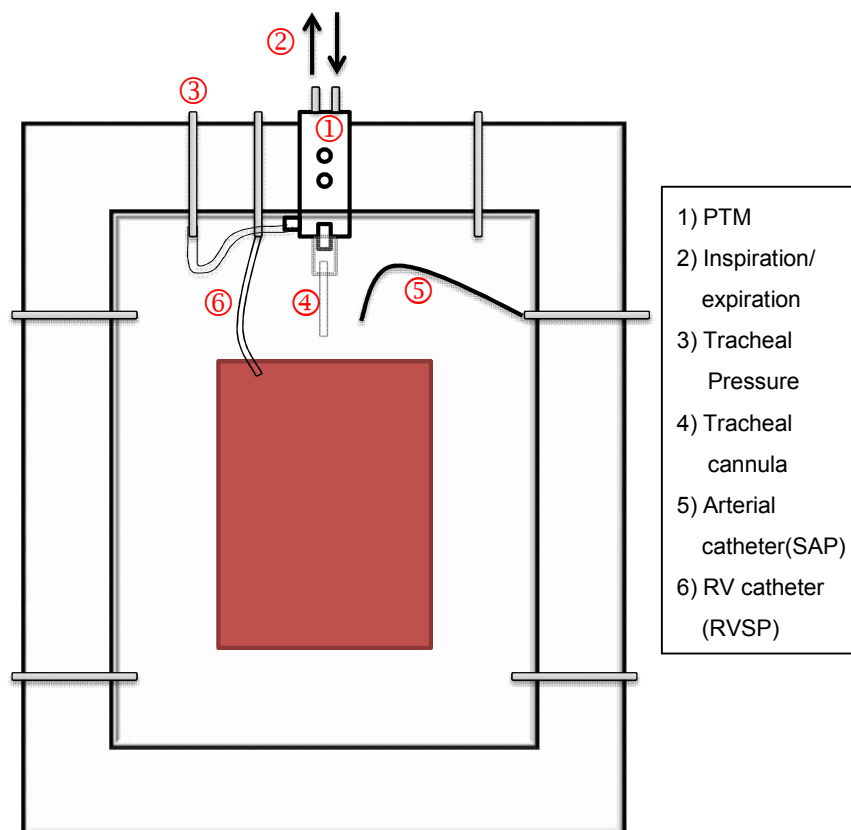 ②
③
①
⑥
④
⑤
1) PTM
2) Inspiration/
expiration
3) Tracheal
Pressure
4) Tracheal
cannula
5) Arterial
catheter(SAP)
6) RV catheter
(RVSP)